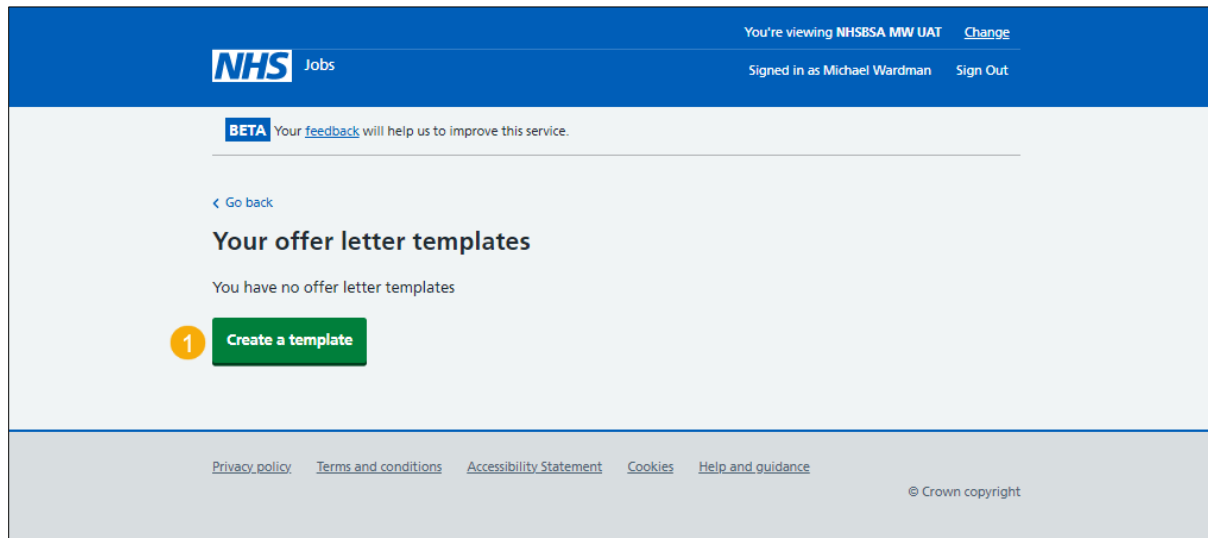 You're viewing NHSBSA MW UAT Change
NHS Jobs
Signed in as Michael Wardman Sign Out
BETA Your feedback will help us to improve this service.
< Go back
Your offer letter templates
You have no offer letter templates
1 Create a template
Privacy policy Terms and conditions Accessibility Statement Cookies Help and guidance
© Crown copyright